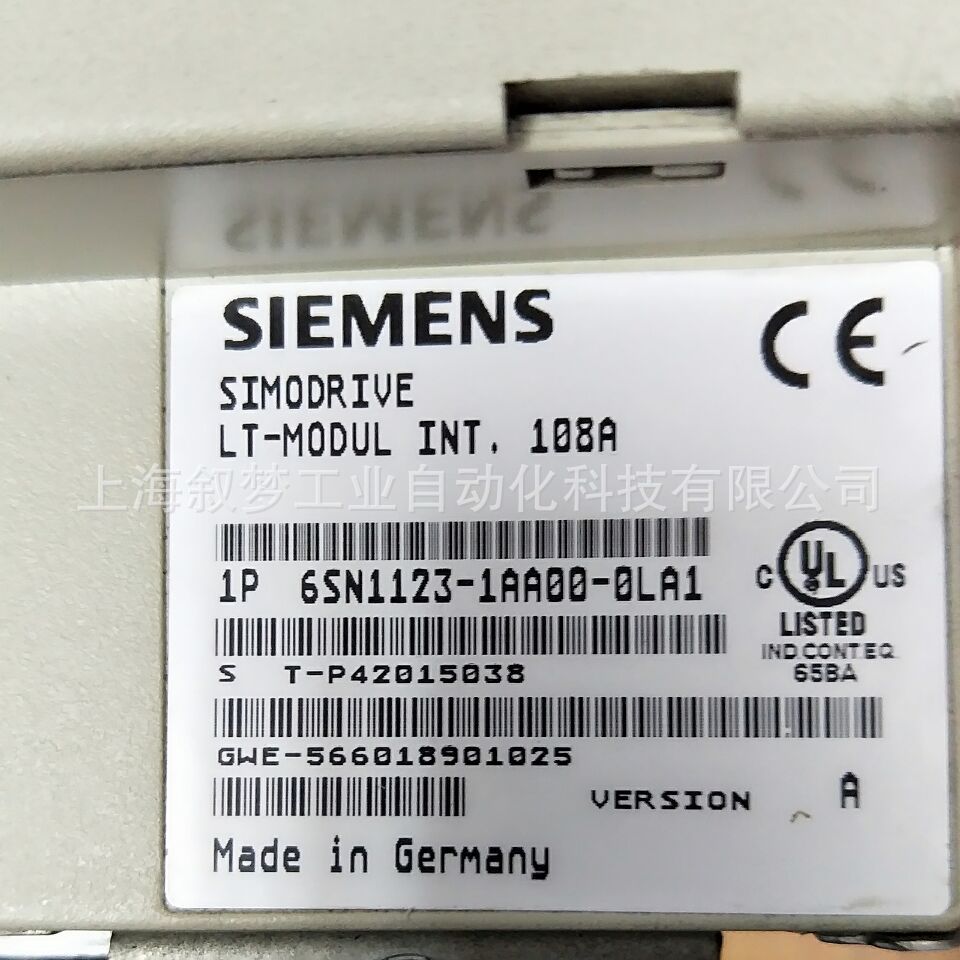 SIEMENS
SIEMENS
CE
SIMODRIVE
LT-MODUL INT. 108A
上海叙梦工业自动化科技有限公司
1P 6SN1123-1AA00-0LA1
C UL US
LISTED
IND CONT EQ.
65BA
S T-P42015038
GWE-566018901025
VERSION A
Made in Germany